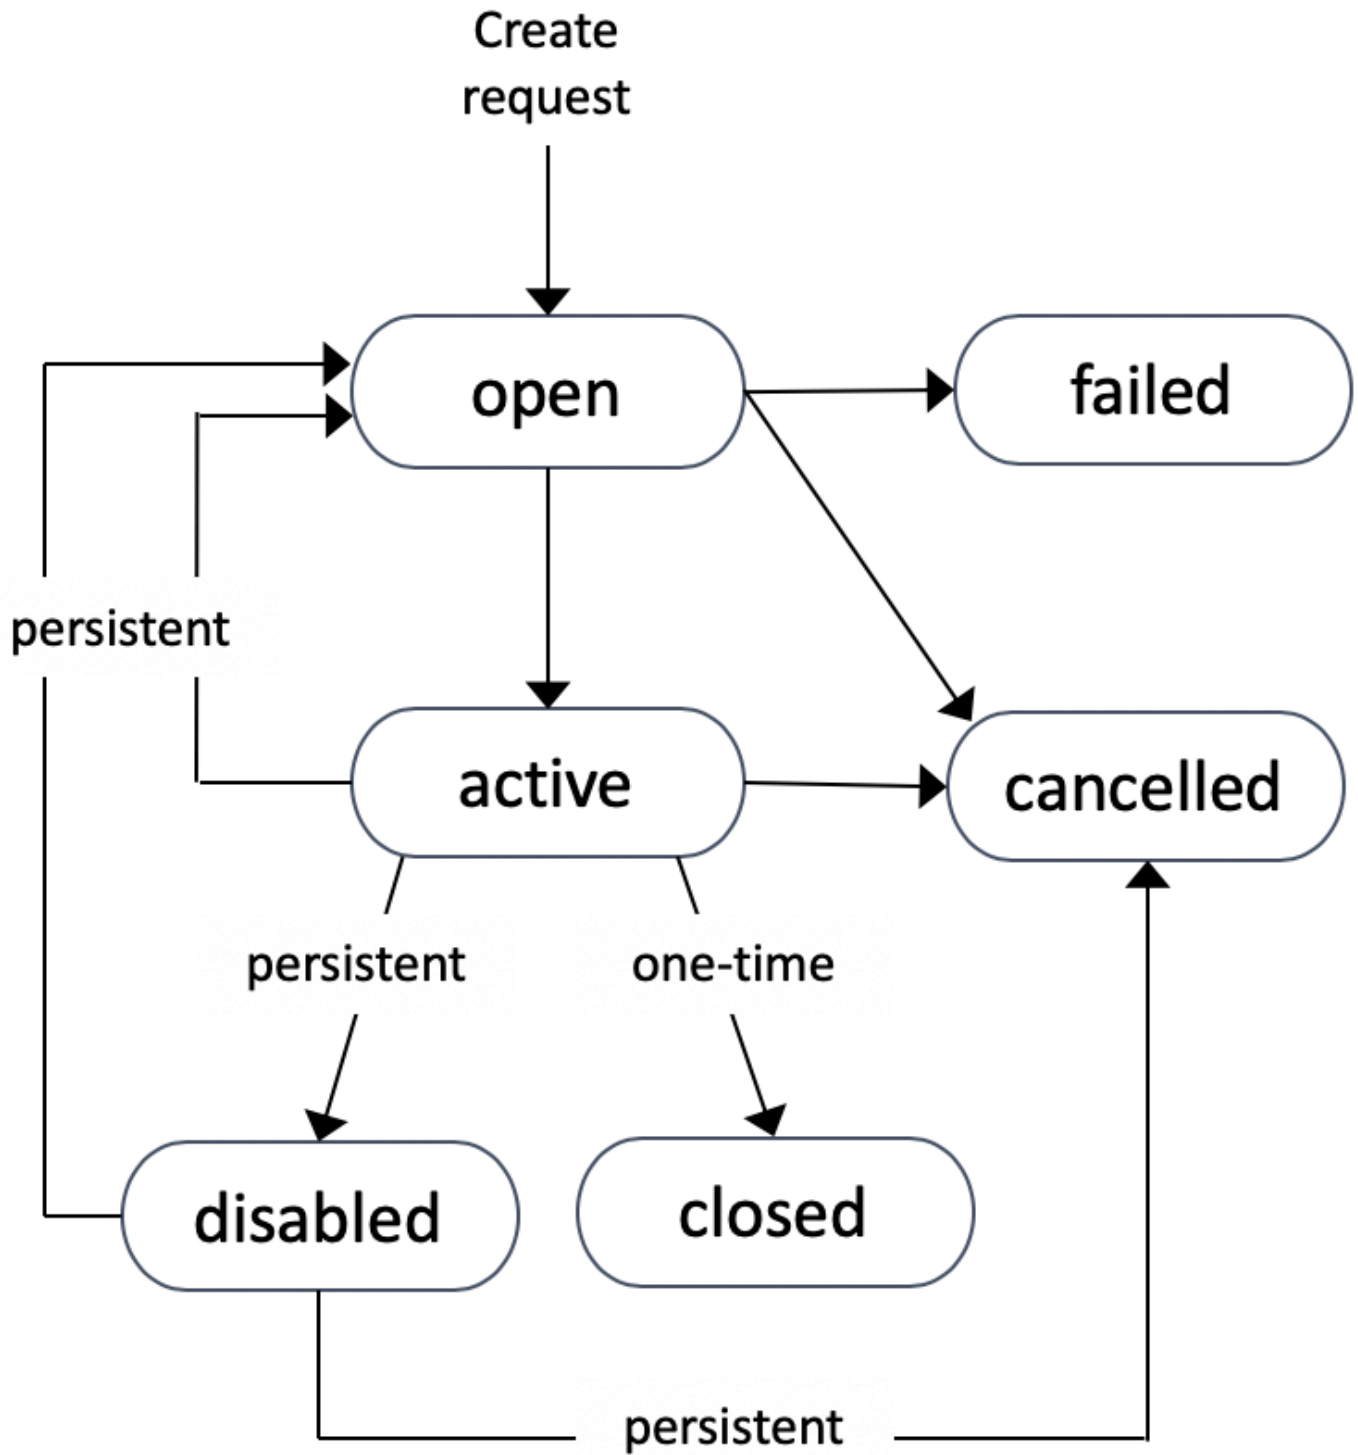 Create
request
open
failed
persistent
active
cancelled
persistent
one-time
disabled
closed
persistent